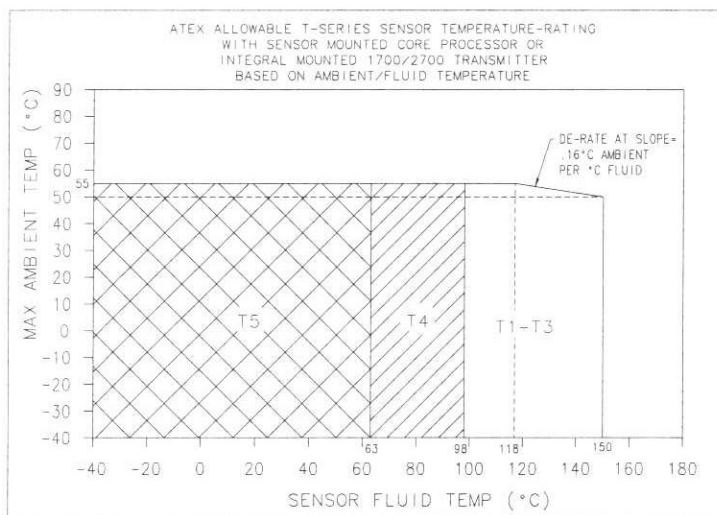 ATEX ALLOWABLE T-SERIES SENSOR TEMPERATURE-RATING
WITH SENSOR MOUNTED CORE PROCESSOR OR
INTEGRAL MOUNTED 1700/2700 TRANSMITTER
BASED ON AMBIENT/FLUID TEMPERATURE
MAX AMBIENT TEMP (°C)
90
80
70
60
55
50
40
30
20
10
0
-10
-20
-30
-40
DE-RATE AT SLOPE=
.16°C AMBIENT
PER °C FLUID
T5
T4
T1-T3
63
98
118
150
-40 -20 0 20 40 60 80 100 120 140 160 180
SENSOR FLUID TEMP (°C)